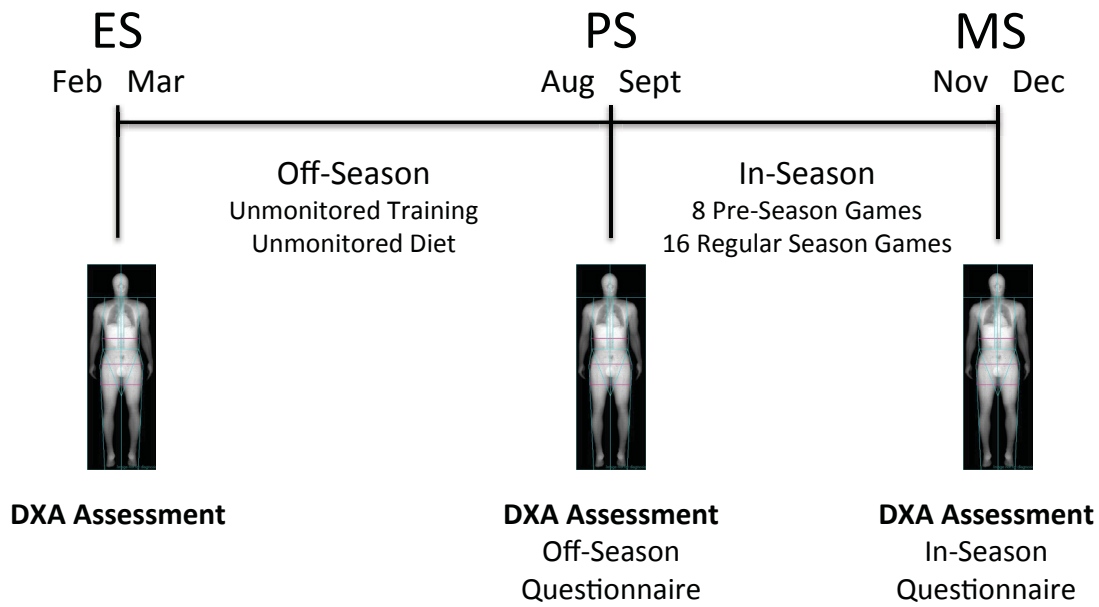 ES
PS
MS
Feb Mar
Aug Sept
Nov Dec
Off-Season
Unmonitored Training
Unmonitored Diet
In-Season
8 Pre-Season Games
16 Regular Season Games
DXA Assessment
DXA Assessment
Off-Season
Questionnaire
DXA Assessment
In-Season
Questionnaire